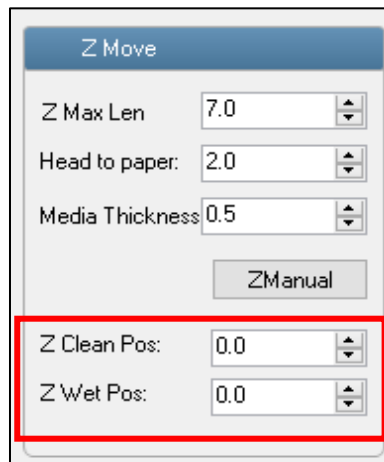 Z Move
Z Max Len 7.0
Head to paper: 2.0
Media Thickness 0.5
ZManual
Z Clean Pos: 0.0
Z Wet Pos: 0.0